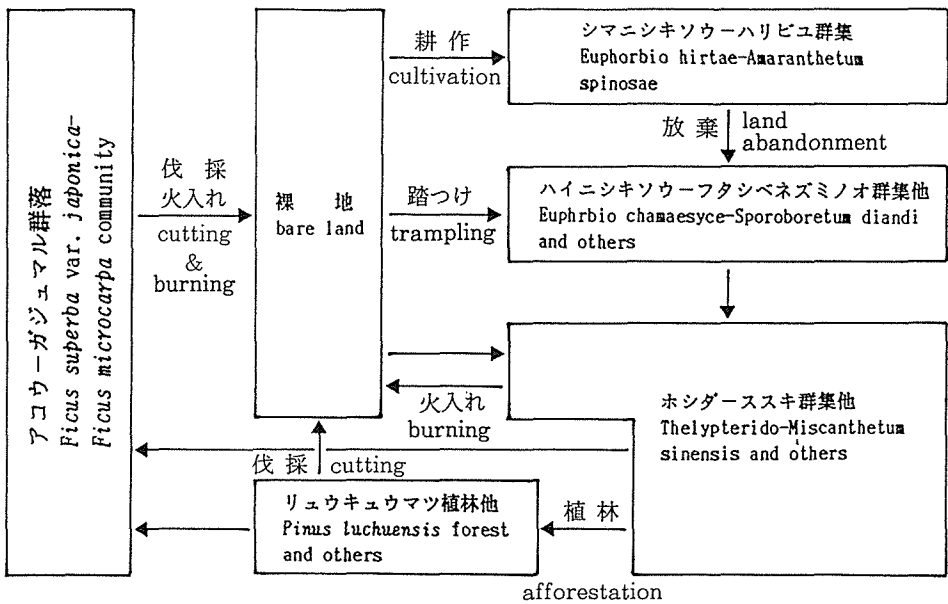 アコウーガジュマル群落
Ficus superba var. japonica-
Ficus microcarpa community
伐 採
火入れ
cutting
&
burning
裸 地
bare land
耕 作
cultivation
シマニシキソウーハリビユ群集
Euphorbio hirtae-Amaranthetum
spinosae
放 棄
land
abandonment
踏つけ
trampling
ハイニシキソウーフタシベネズミノオ群集他
Euphrbio chamaesyce-Sporoboretum diandi
and others
火入れ
burning
ホシダーススキ群集他
Thelypterido-Miscanthetum
sinensis and others
伐 採 cutting
リュウキュウマツ植林他
Pinus luchuensis forest
and others
植 林
afforestation